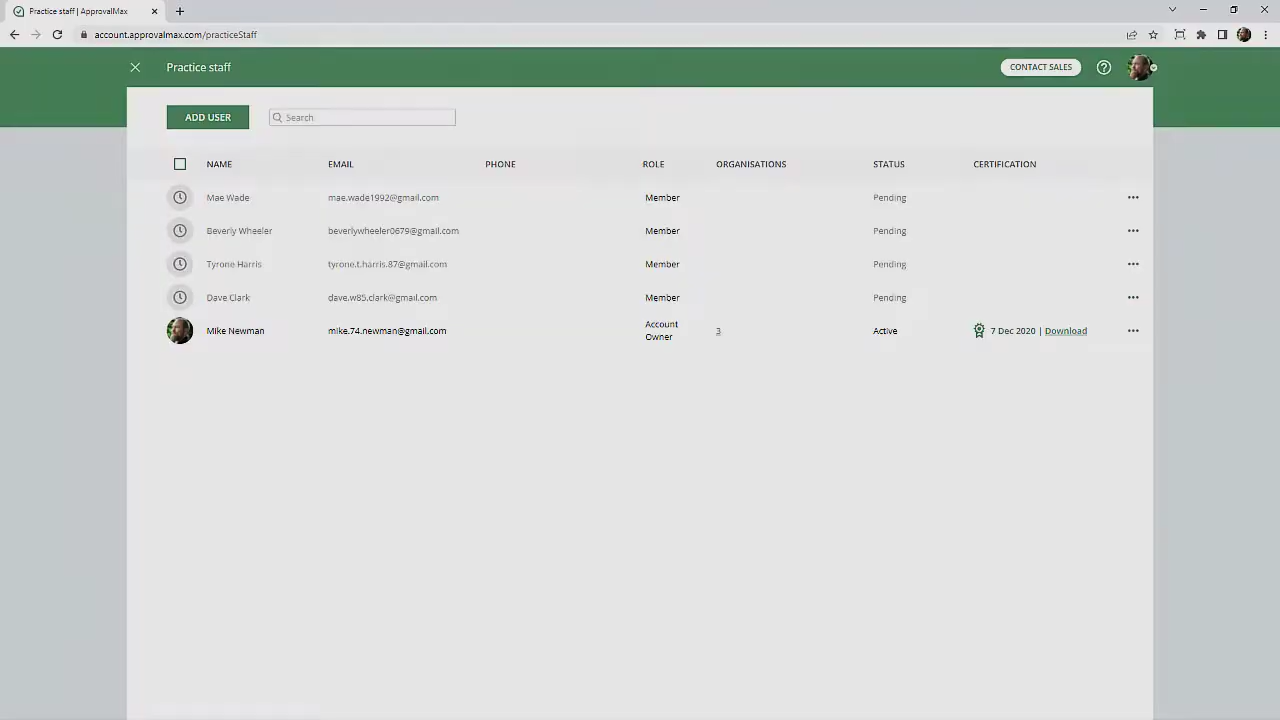 Practice staff | ApprovalMax
account.approvalmax.com/practiceStaff
Practice staff
CONTACT SALES
ADD USER
Search
NAME EMAIL PHONE ROLE ORGANISATIONS STATUS CERTIFICATION
Mae Wade mae.wade1992@gmail.com Member Pending
Beverly Wheeler beverlywheeler0679@gmail.com Member Pending
Tyrone Harris tyrone.t.harris.87@gmail.com Member Pending
Dave Clark dave.w85.clark@gmail.com Member Pending
Mike Newman mike.74.newman@gmail.com Account Owner 3 Active 7 Dec 2020 | Download